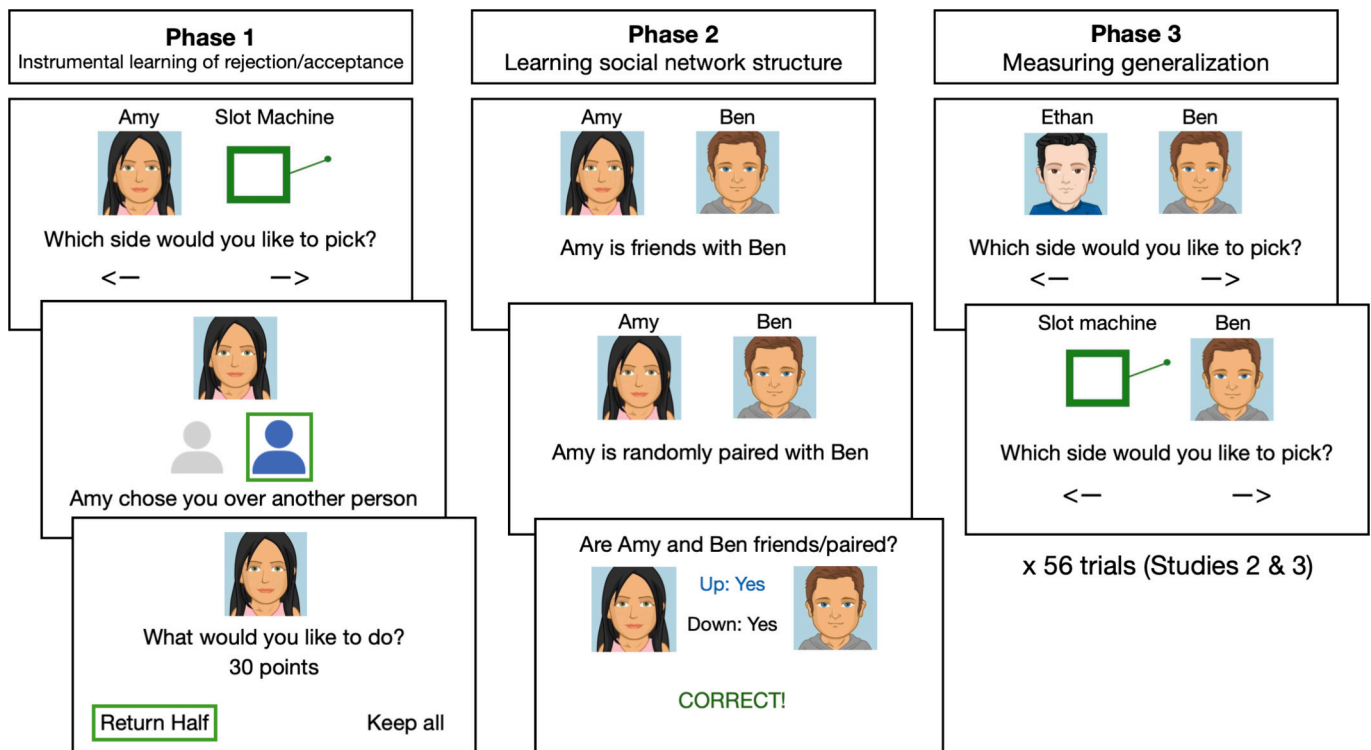 Phase 1
Instrumental learning of rejection/acceptance
Amy Slot Machine
Which side would you like to pick?
<— —>
Amy chose you over another person
What would you like to do?
30 points
Return Half Keep all
Phase 2
Learning social network structure
Amy Ben
Amy is friends with Ben
Amy Ben
Amy is randomly paired with Ben
Are Amy and Ben friends/paired?
Up: Yes
Down: Yes
CORRECT!
Phase 3
Measuring generalization
Ethan Ben
Which side would you like to pick?
<— —>
Slot machine Ben
Which side would you like to pick?
<— —>
x 56 trials (Studies 2 & 3)